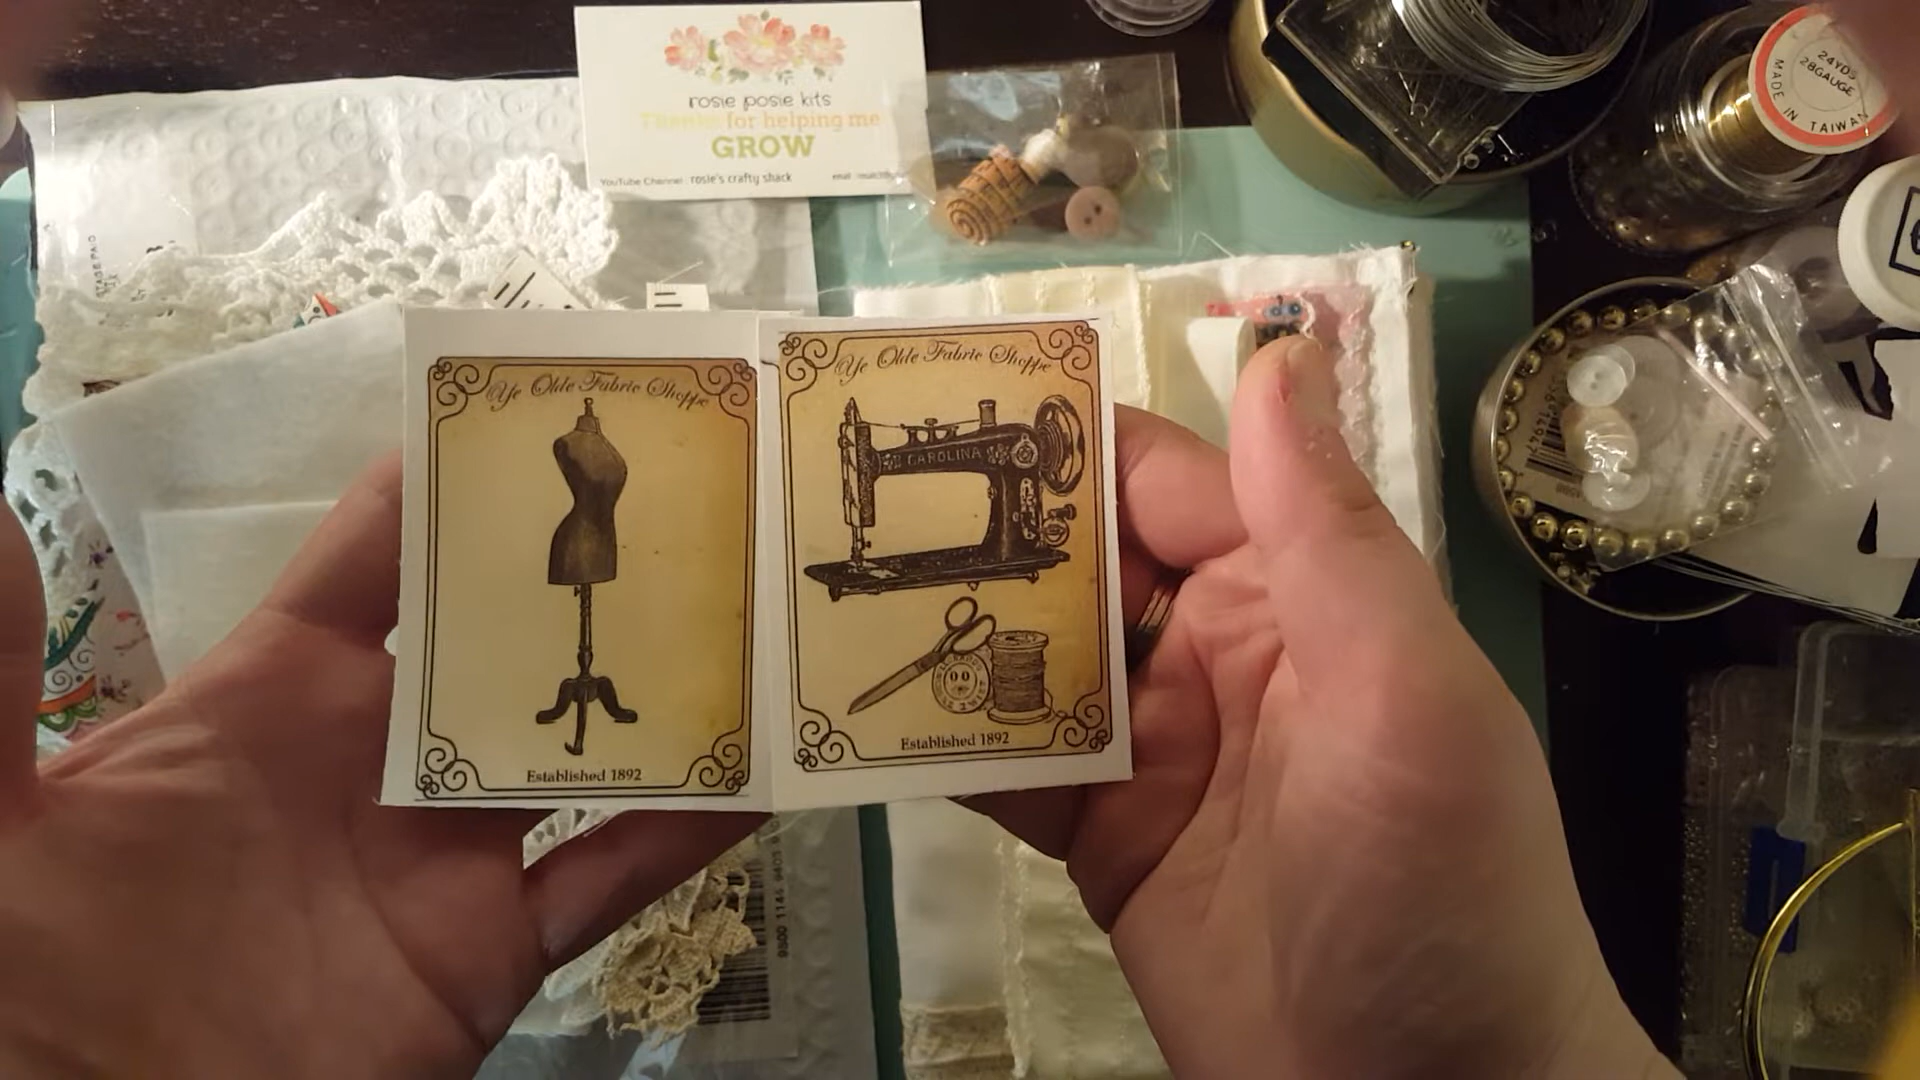 rosie posie kits
Thanks for helping me
GROW
YouTube Channel: rosie's crafty shack
24YDS
28GAUGE
MADE IN TAIWAN
Ye Olde Fabric Shoppe
Established 1892
Ye Olde Fabric Shoppe
CAROLINA
00
Established 1892